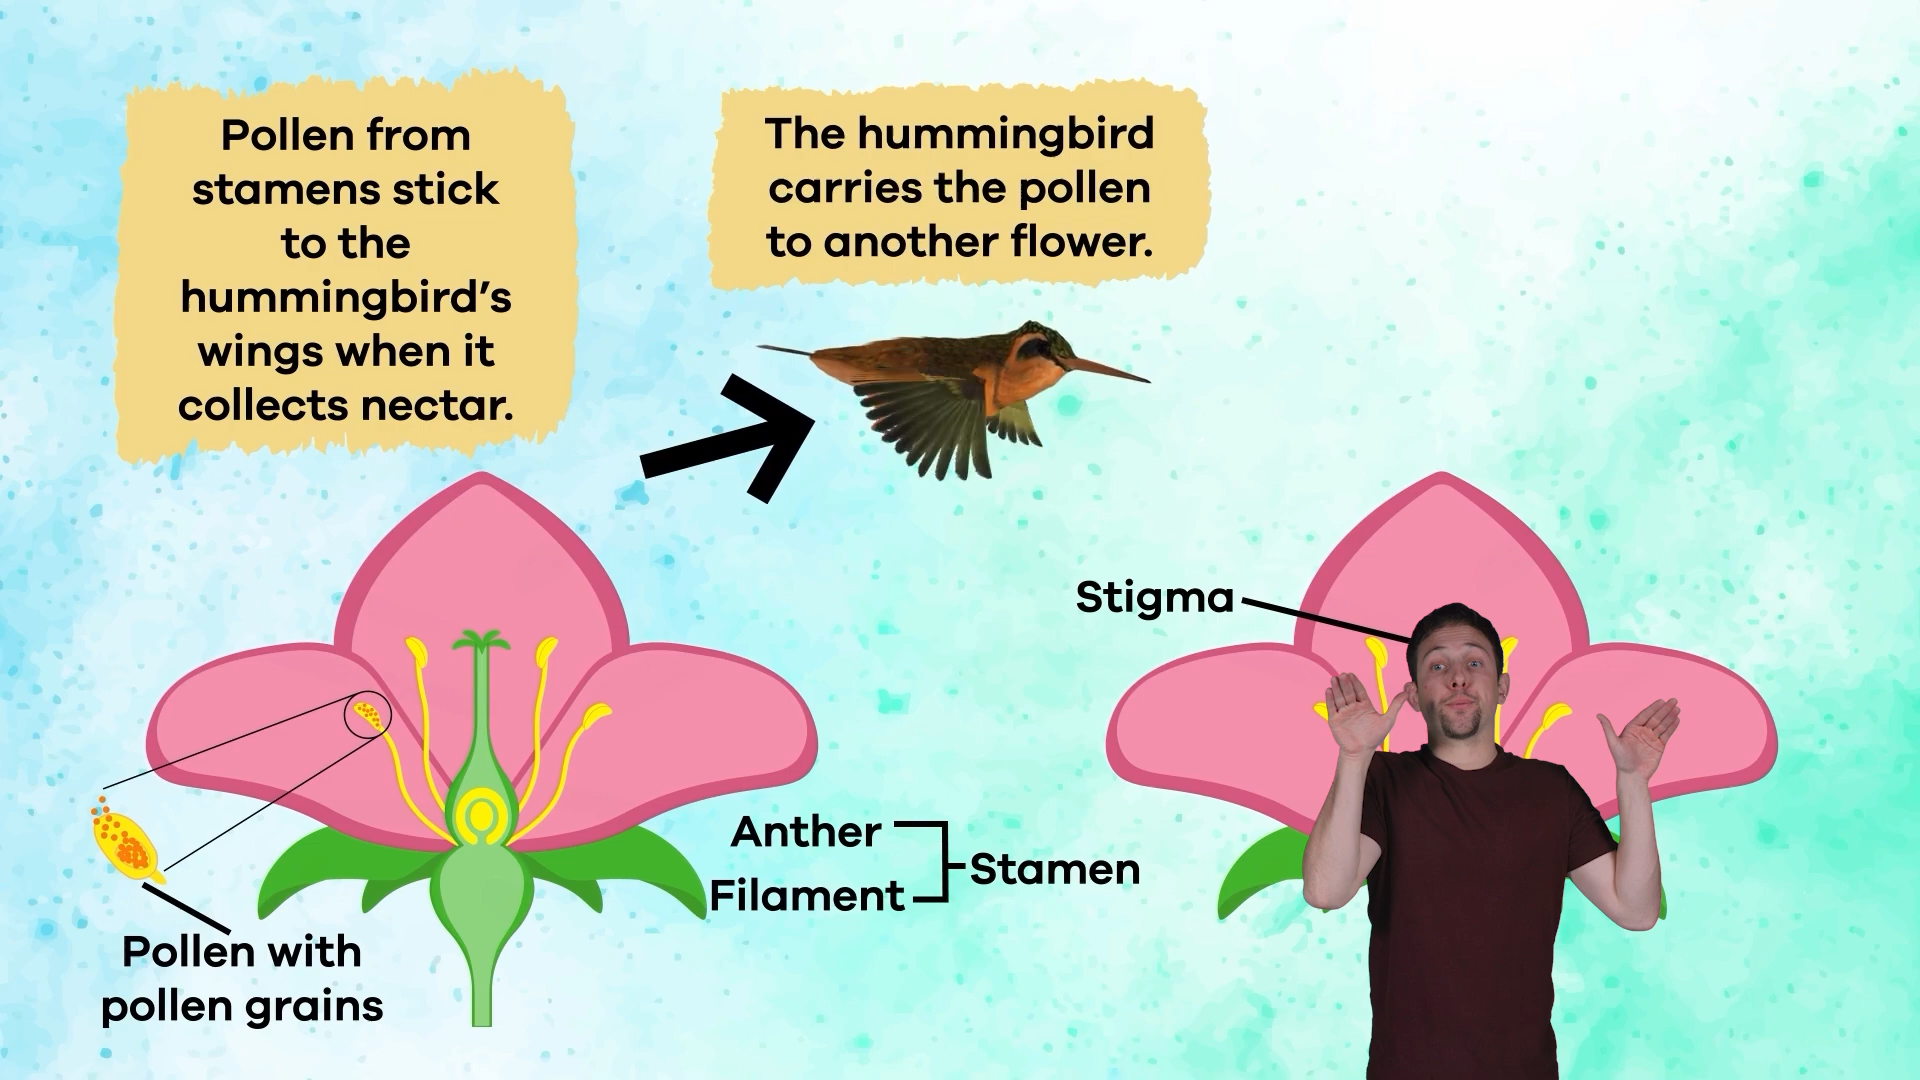 Pollen from
stamens stick
to the
hummingbird’s
wings when it
collects nectar.
The hummingbird
carries the pollen
to another flower.
Stigma
Anther
Filament
Stamen
Pollen with
pollen grains